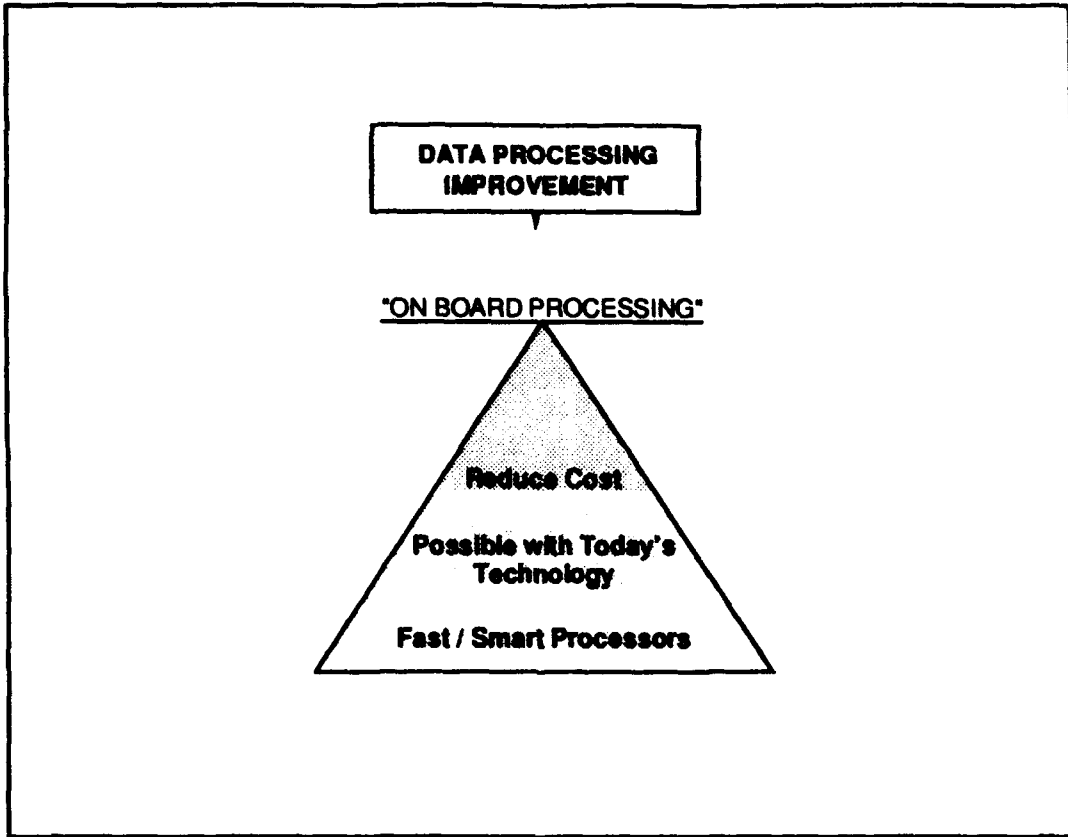 DATA PROCESSING
IMPROVEMENT
"ON BOARD PROCESSING"
Reduce Cost
Possible with Today's
Technology
Fast / Smart Processors